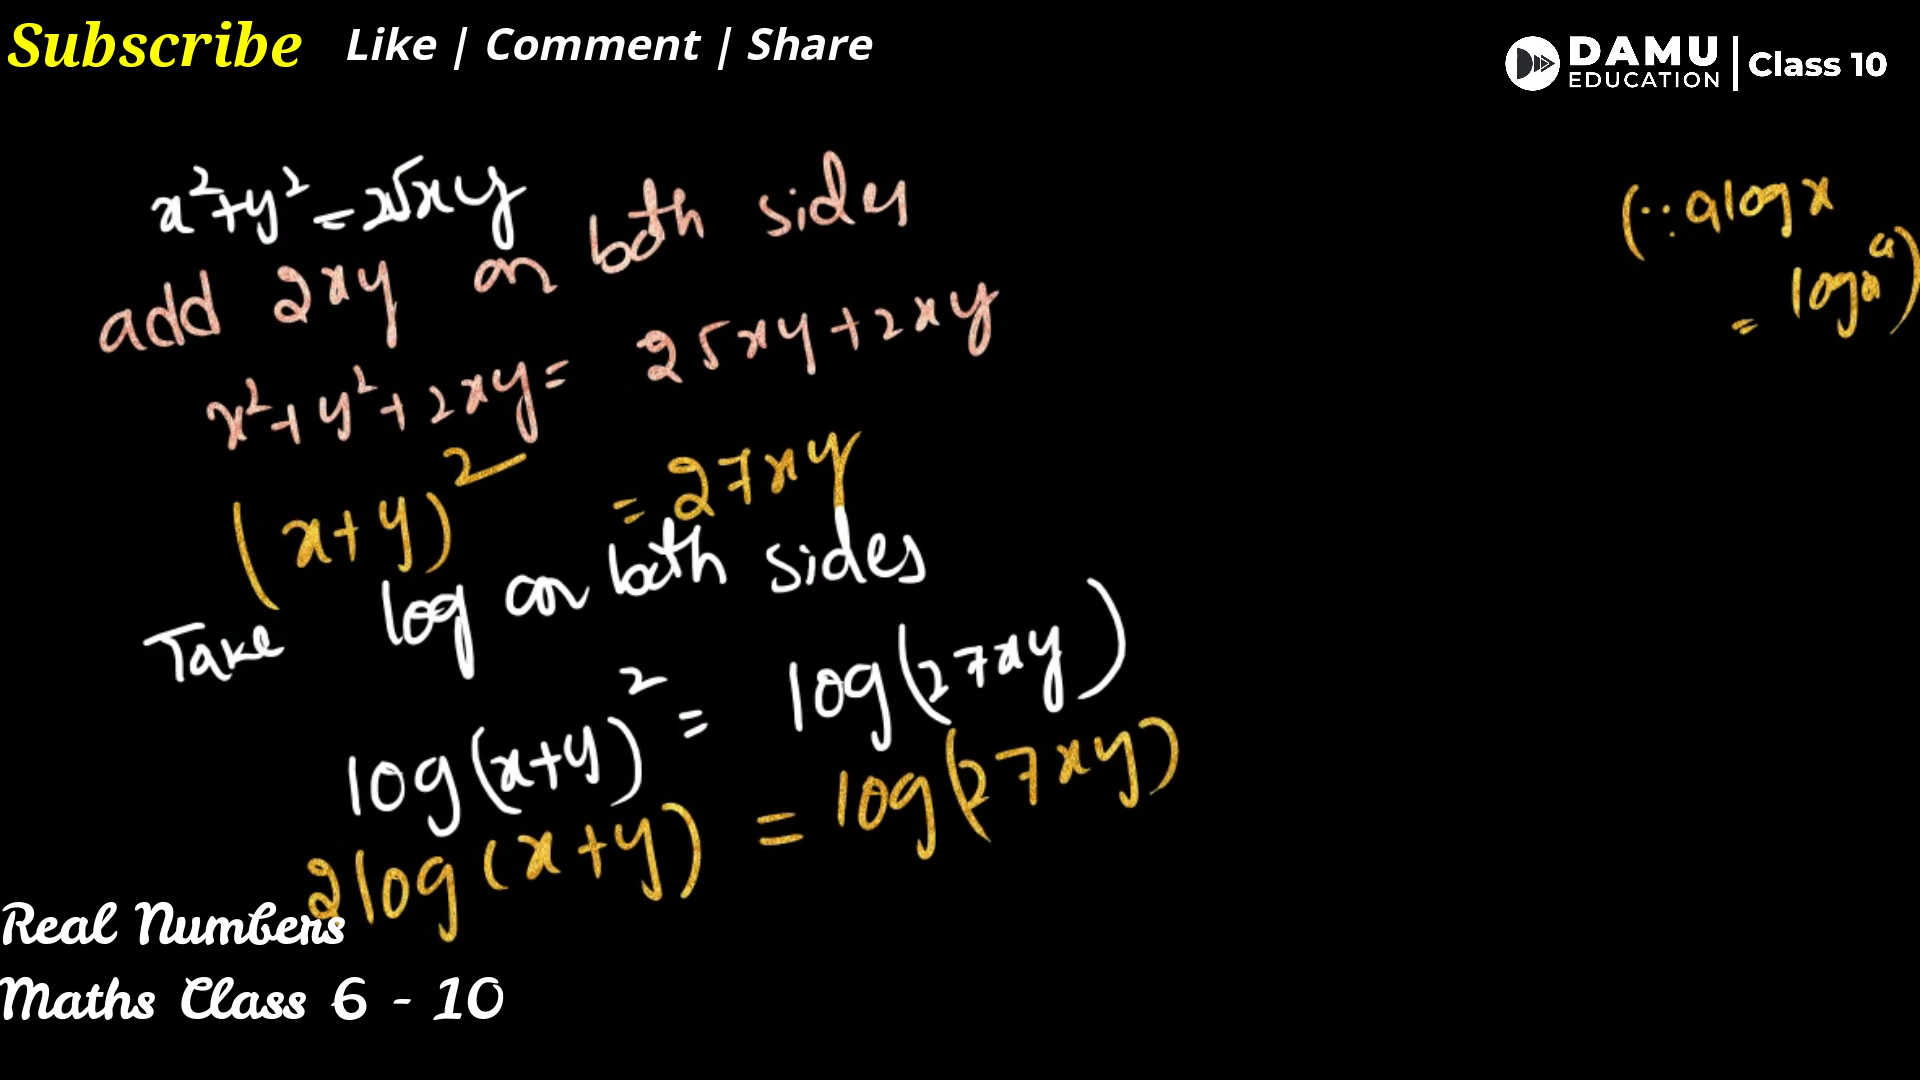 Subscribe Like | Comment | Share
DAMU EDUCATION | Class 10
x²+y²=25xy
add 2xy on both sides
x²+y²+2xy= 25xy+2xy
(x+y)² =27xy
Take log on both sides
log(x+y)² = log(27xy)
2log(x+y) = log(27xy)
(∵ alogx
= logxᵃ)
Real Numbers
Maths Class 6 - 10